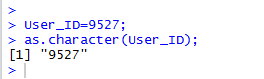 >
> User_ID=9527;
> as.character(User_ID);
[1] "9527"
>